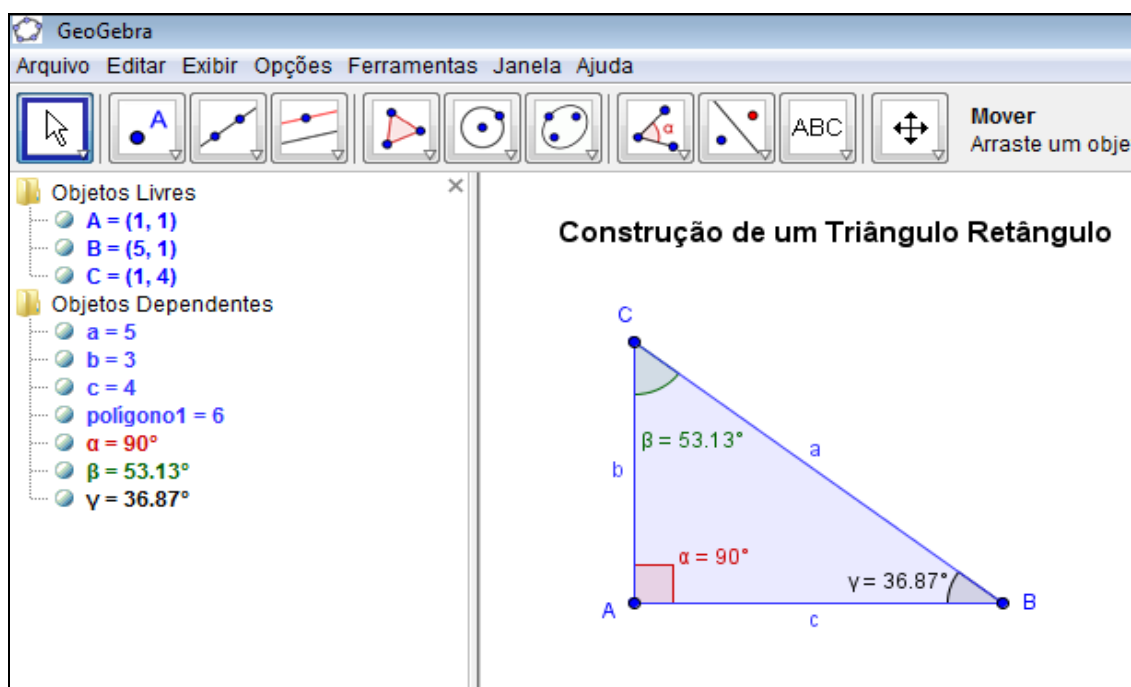 GeoGebra
Arquivo Editar Exibir Opções Ferramentas Janela Ajuda
A
α
ABC
Mover
Arraste um obje
Objetos Livres
A = (1, 1)
B = (5, 1)
C = (1, 4)
Objetos Dependentes
a = 5
b = 3
c = 4
polígono1 = 6
α = 90°
β = 53.13°
γ = 36.87°
Construção de um Triângulo Retângulo
C
β = 53.13°
a
b
α = 90°
γ = 36.87°
A
B
c